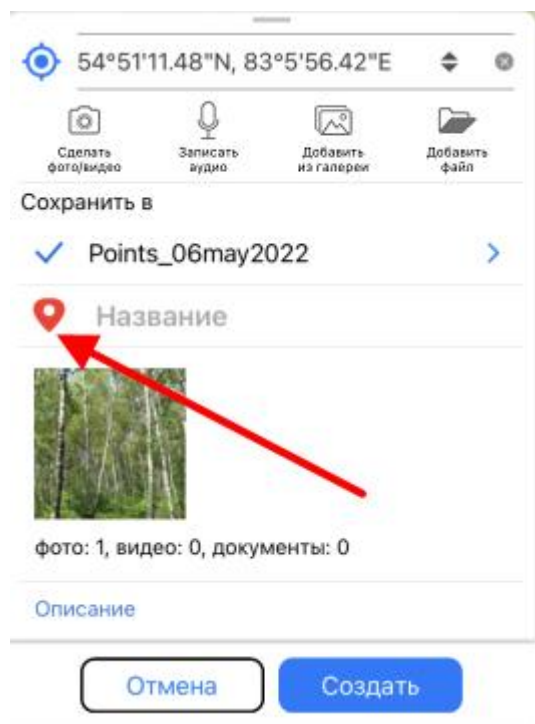 54°51'11.48"N, 83°5'56.42"E
Сделать
фото/видео
Записать
аудио
Добавить
из галереи
Добавить
файл
Сохранить в
Points_06may2022
Название
фото: 1, видео: 0, документы: 0
Описание
Отмена
Создать